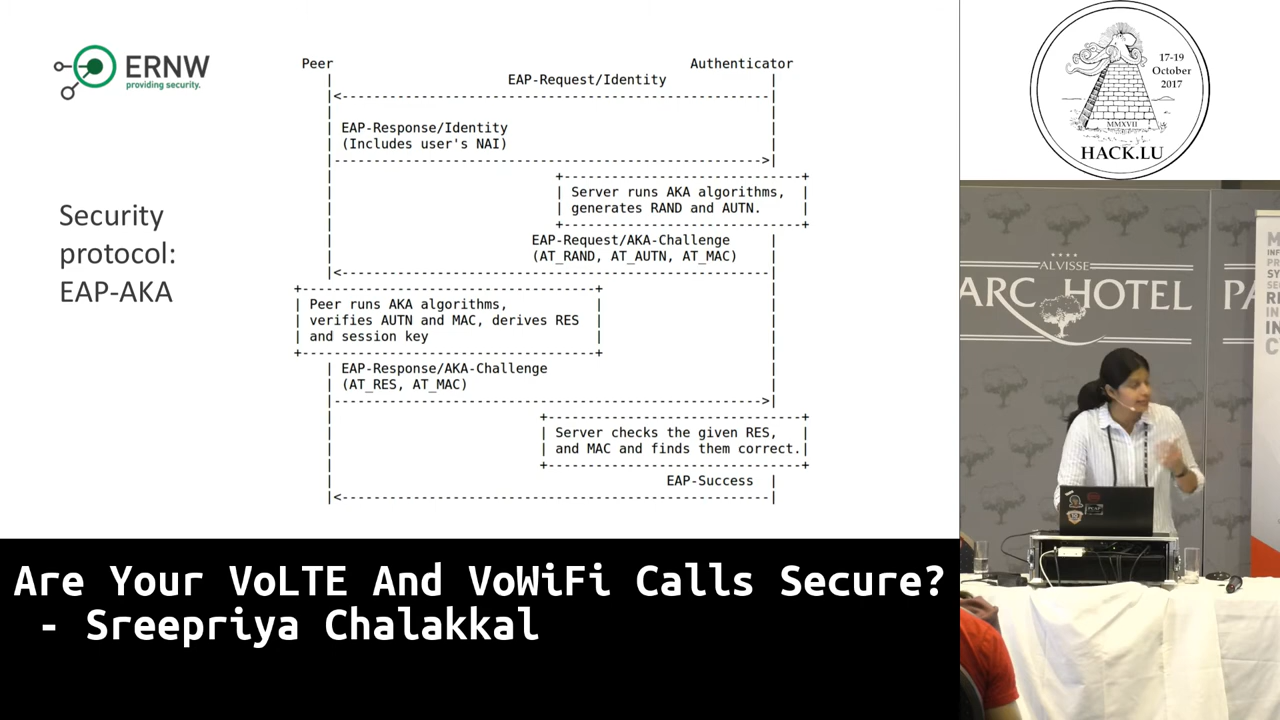 ERNW
providing security.
Security
protocol:
EAP-AKA
Peer
Authenticator
EAP-Request/Identity
EAP-Response/Identity
(Includes user's NAI)
Server runs AKA algorithms,
generates RAND and AUTN.
EAP-Request/AKA-Challenge
(AT_RAND, AT_AUTN, AT_MAC)
Peer runs AKA algorithms,
verifies AUTN and MAC, derives RES
and session key
EAP-Response/AKA-Challenge
(AT_RES, AT_MAC)
Server checks the given RES,
and MAC and finds them correct.
EAP-Success
17-19
October
2017
MMXVII
HACK.LU
ALVISSE
ARC HOTEL
PA
Are Your VoLTE And VoWiFi Calls Secure?
- Sreepriya Chalakkal